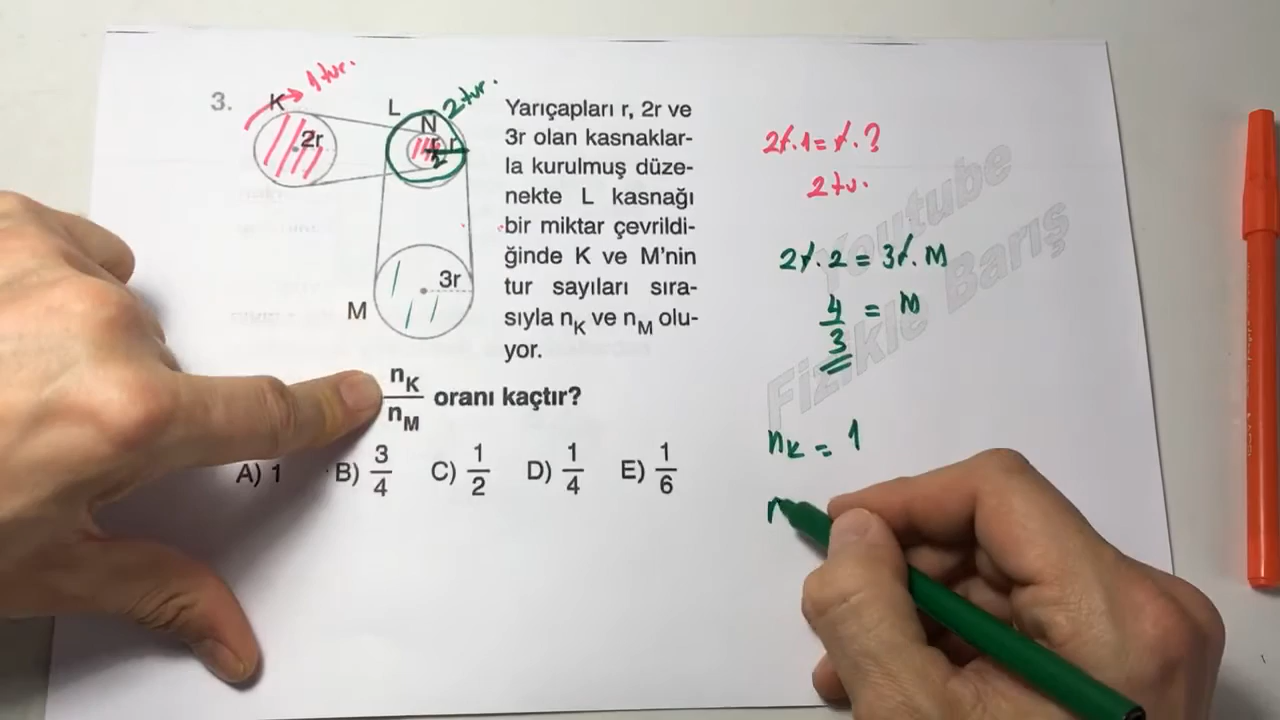 3.
K
1 tur.
2r
L
N
2 tur.
r
2r
3r
M
Yarıçapları r, 2r ve
3r olan kasnaklar-
la kurulmuş düze-
nekte L kasnağı
bir miktar çevrildi-
ğinde K ve M'nin
tur sayıları sıra-
sıyla nK ve nM olu-
yor.
nK
nM
oranı kaçtır?
A) 1 B) 3/4 C) 1/2 D) 1/4 E) 1/6
2r.1 = r.?
2 tur.
2r.2 = 3r.M
4/3 = M
nK = 1
Youtube
Fizikle Barış